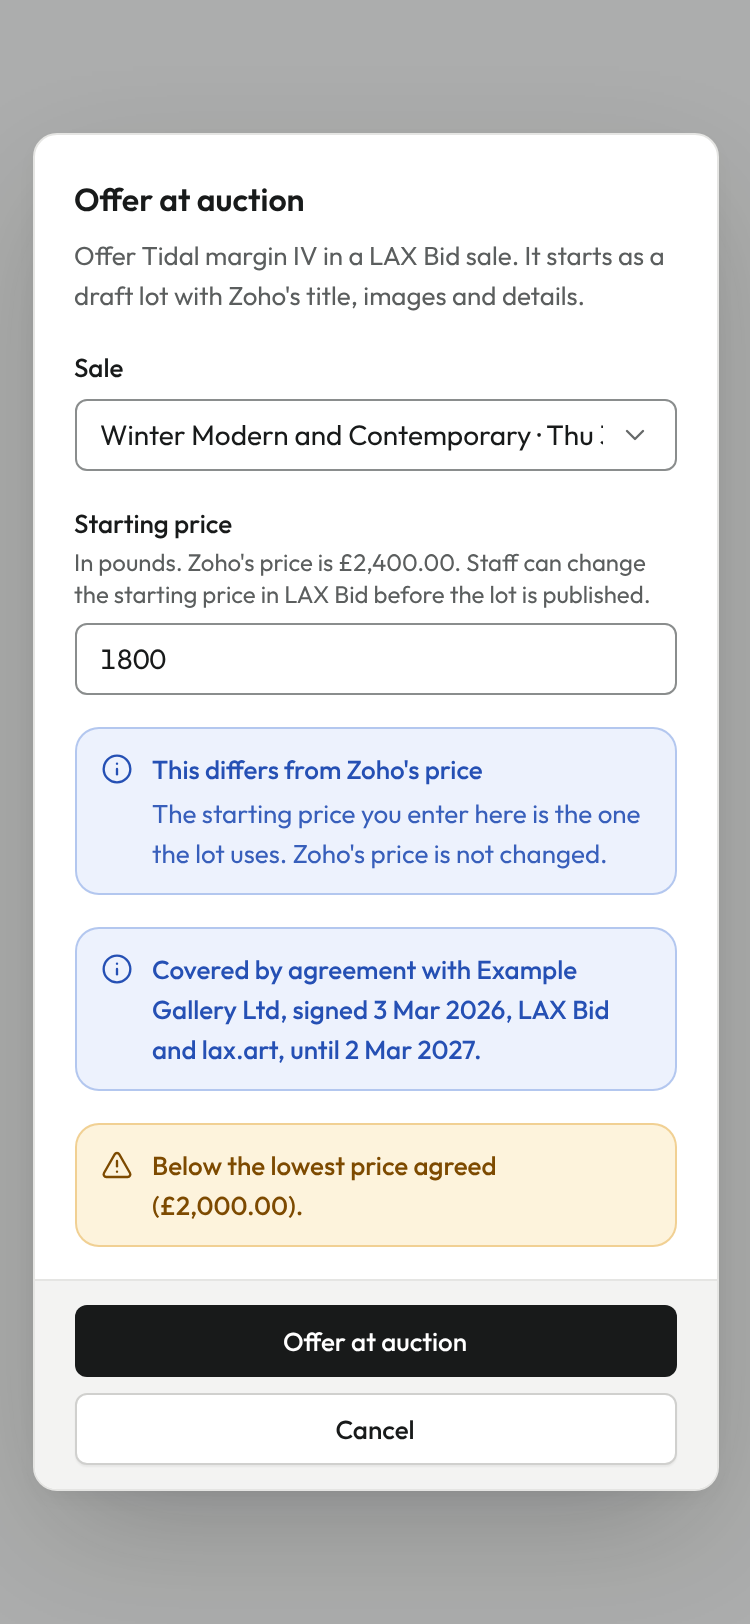 Offer at auction
Offer Tidal margin IV in a LAX Bid sale. It starts as a
draft lot with Zoho's title, images and details.
Sale
Winter Modern and Contemporary · Thu
Starting price
In pounds. Zoho's price is £2,400.00. Staff can change
the starting price in LAX Bid before the lot is published.
1800
This differs from Zoho's price
The starting price you enter here is the one
the lot uses. Zoho's price is not changed.
Covered by agreement with Example
Gallery Ltd, signed 3 Mar 2026, LAX Bid
and lax.art, until 2 Mar 2027.
Below the lowest price agreed
(£2,000.00).
Offer at auction
Cancel